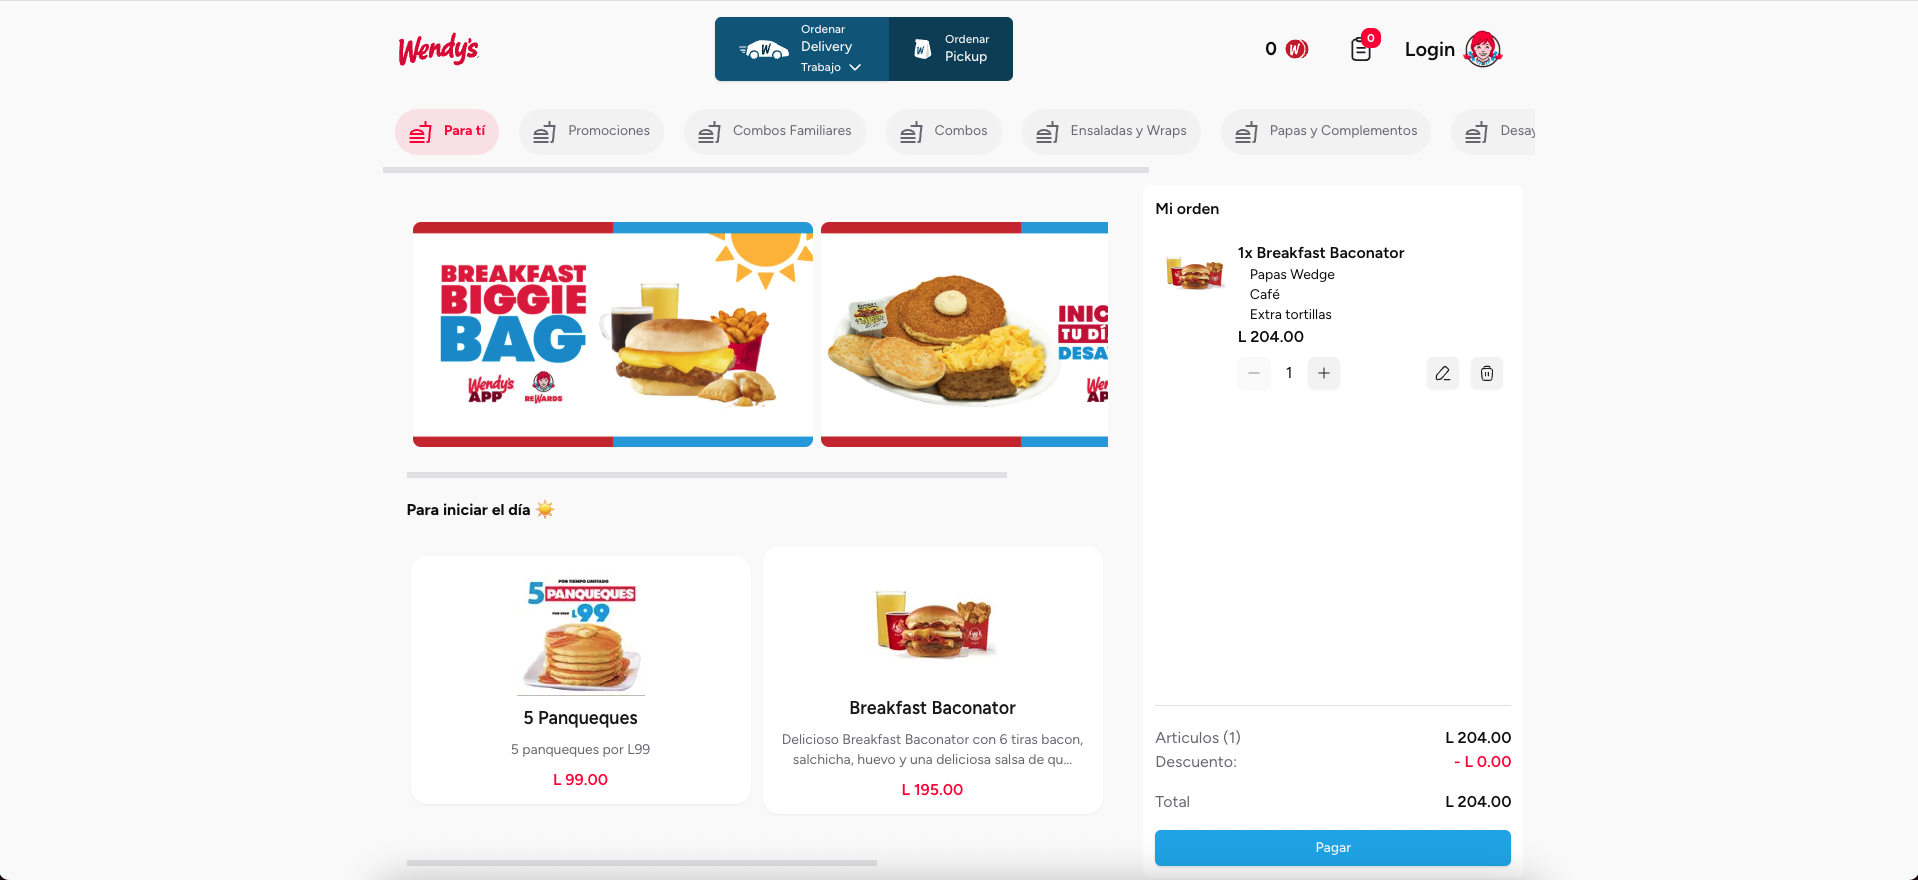 Wendy's
Ordenar
Delivery
Trabajo
Ordenar
Pickup
0
0
Login
Para tí
Promociones
Combos Familiares
Combos
Ensaladas y Wraps
Papas y Complementos
Desay
BREAKFAST
BIGGIE
BAG
Wendy's
APP
REWARDS
INIC
TU DÍ
DESA
We
AP
Para iniciar el día
POR TIEMPO LIMITADO
5 PANQUEQUES
L99
5 Panqueques
5 panqueques por L99
L 99.00
Breakfast Baconator
Delicioso Breakfast Baconator con 6 tiras bacon,
salchicha, huevo y una deliciosa salsa de qu...
L 195.00
Mi orden
1x Breakfast Baconator
Papas Wedge
Café
Extra tortillas
L 204.00
1
Articulos (1)
L 204.00
Descuento:
- L 0.00
Total
L 204.00
Pagar